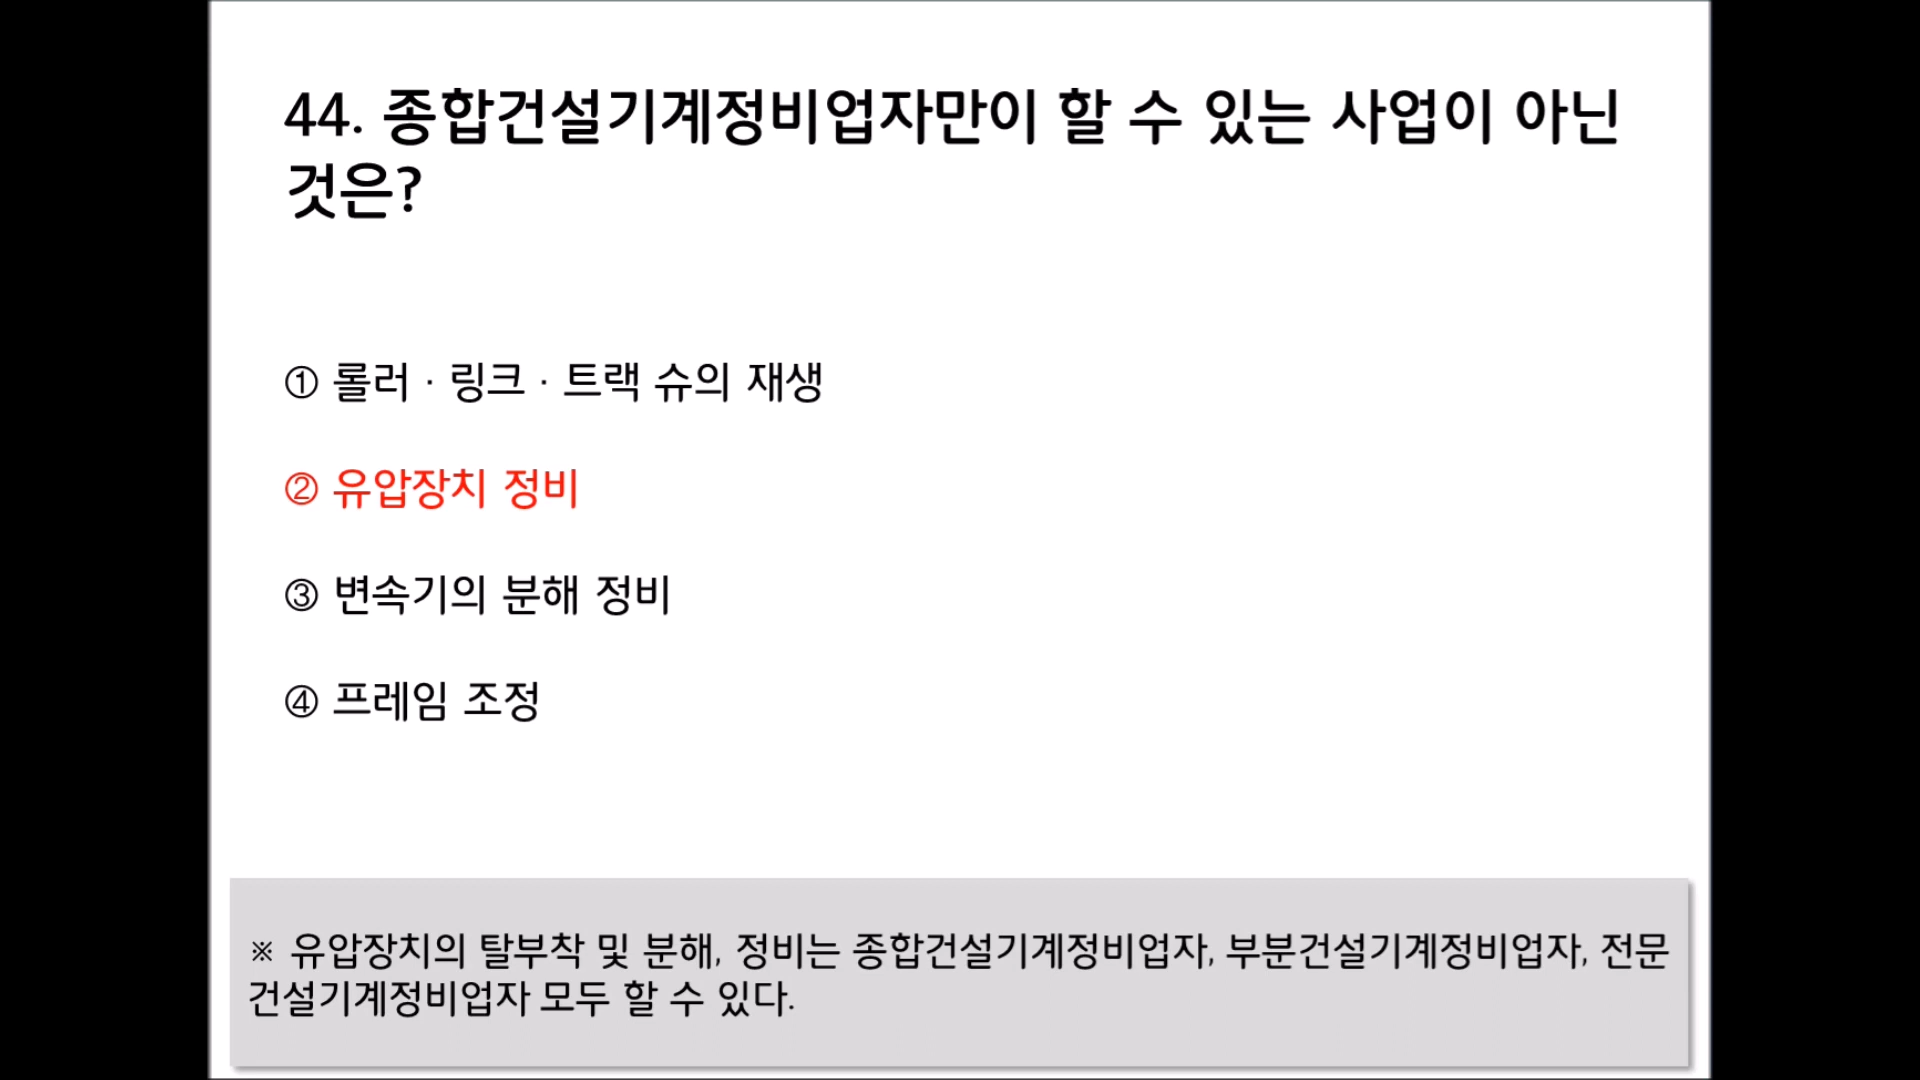 44. 종합건설기계정비업자만이 할 수 있는 사업이 아닌
것은?
① 롤러 · 링크 · 트랙 슈의 재생
② 유압장치 정비
③ 변속기의 분해 정비
④ 프레임 조정
※ 유압장치의 탈부착 및 분해, 정비는 종합건설기계정비업자, 부분건설기계정비업자, 전문
건설기계정비업자 모두 할 수 있다.